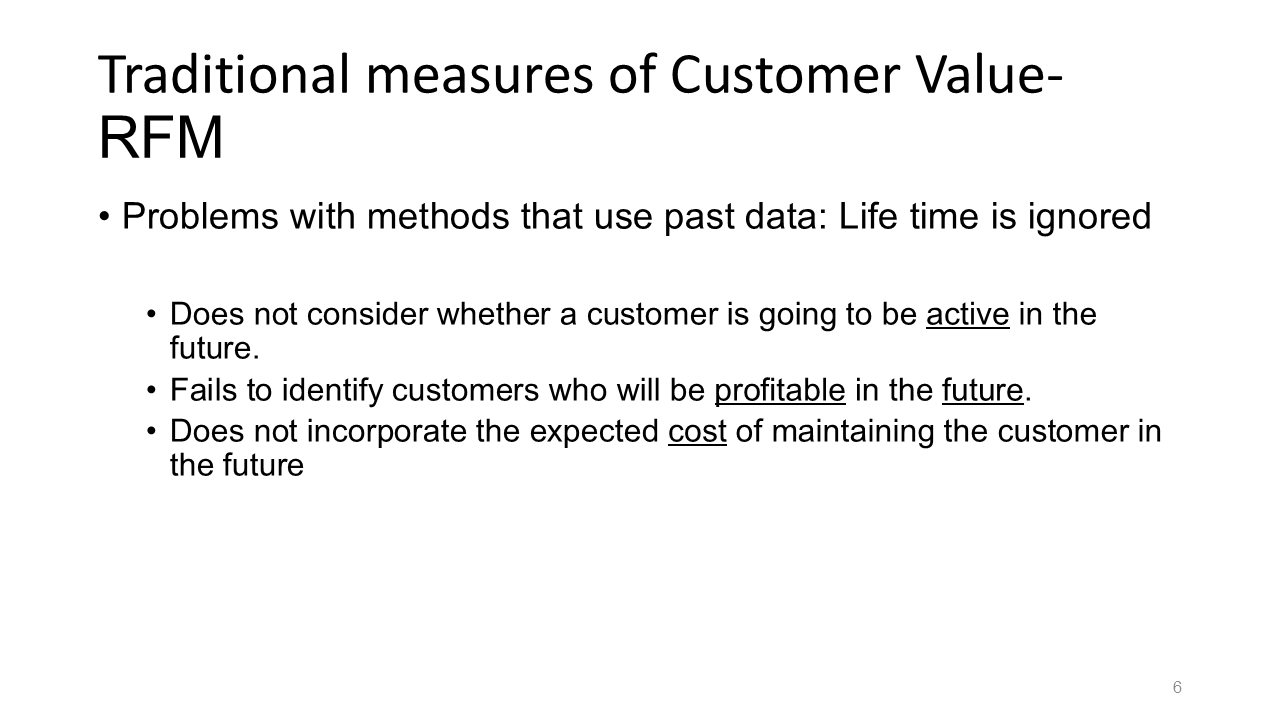 Traditional measures of Customer Value-
RFM
• Problems with methods that use past data: Life time is ignored
• Does not consider whether a customer is going to be active in the
future.
• Fails to identify customers who will be profitable in the future.
• Does not incorporate the expected cost of maintaining the customer in
the future
6